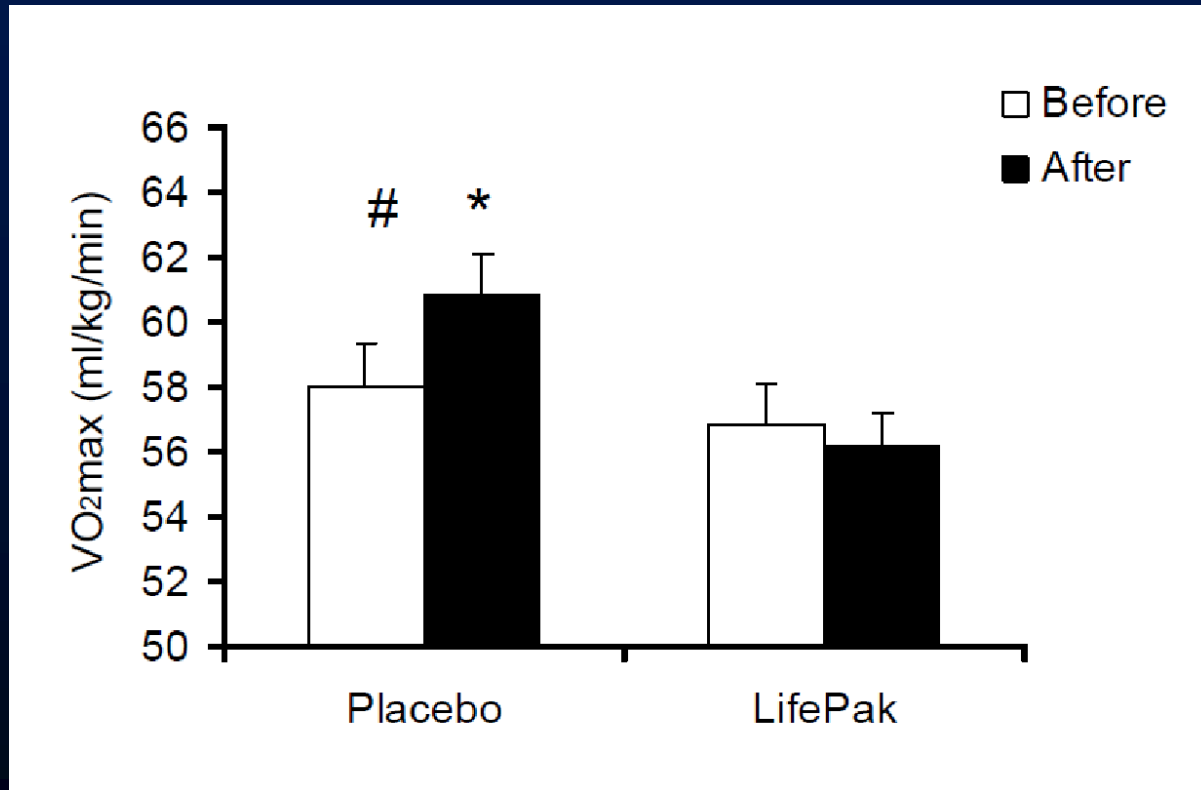 Before
After
66
64
62
60
58
56
54
52
50
VO2max (ml/kg/min)
# *
Placebo LifePak